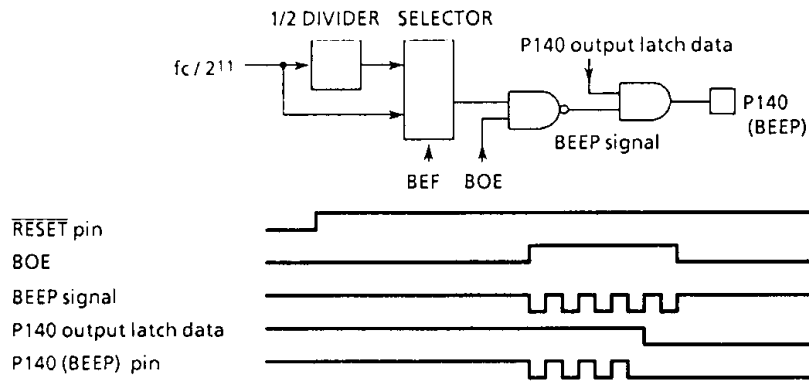 1/2 DIVIDER SELECTOR
P140 output latch data
fc / 2¹¹
P140
(BEEP)
BEEP signal
BEF BOE
RESET pin
BOE
BEEP signal
P140 output latch data
P140 (BEEP) pin